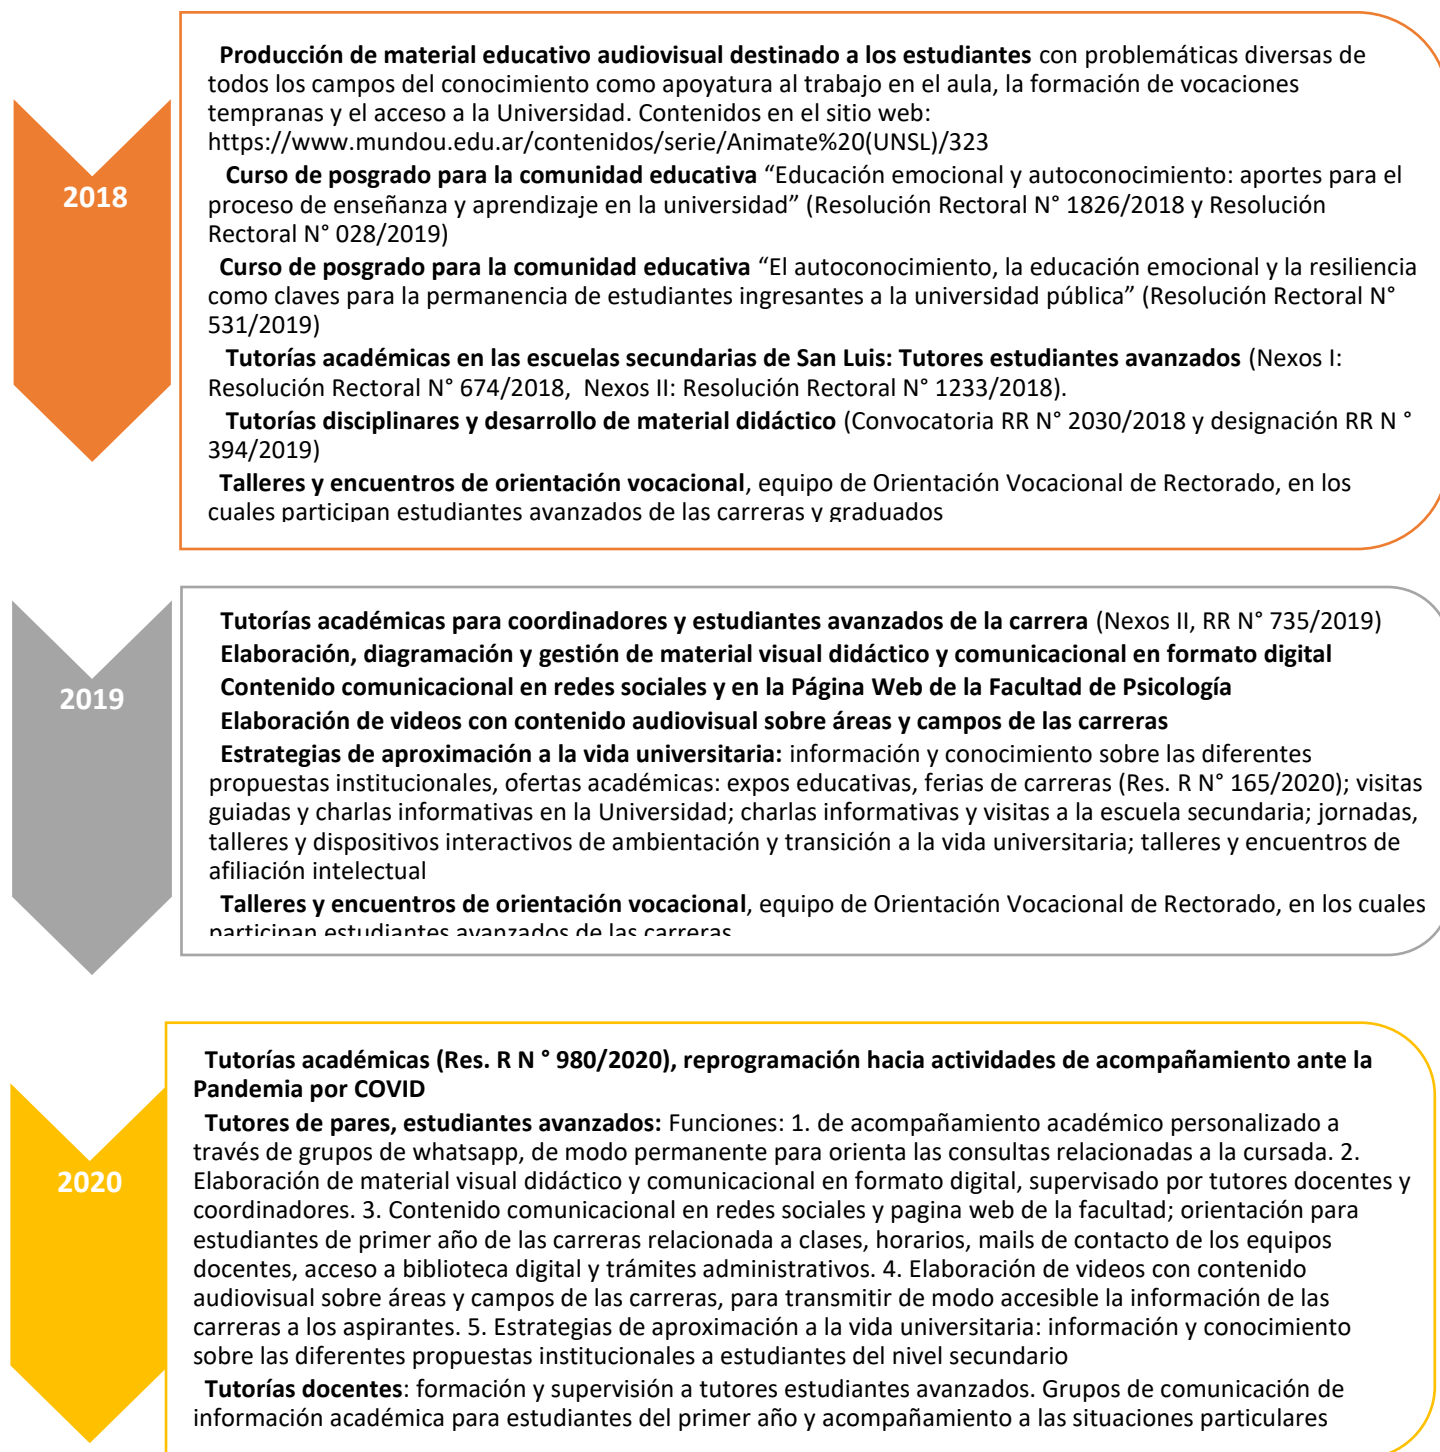 Producción de material educativo audiovisual destinado a los estudiantes con problemáticas diversas de
todos los campos del conocimiento como apoyatura al trabajo en el aula, la formación de vocaciones
tempranas y el acceso a la Universidad. Contenidos en el sitio web:
https://www.mundou.edu.ar/contenidos/serie/Animate%20(UNSL)/323
Curso de posgrado para la comunidad educativa “Educación emocional y autoconocimiento: aportes para el
2018
proceso de enseñanza y aprendizaje en la universidad” (Resolución Rectoral N° 1826/2018 y Resolución
Rectoral N° 028/2019)
Curso de posgrado para la comunidad educativa “El autoconocimiento, la educación emocional y la resiliencia
como claves para la permanencia de estudiantes ingresantes a la universidad pública” (Resolución Rectoral N°
531/2019)
Tutorías académicas en las escuelas secundarias de San Luis: Tutores estudiantes avanzados (Nexos I:
Resolución Rectoral N° 674/2018, Nexos II: Resolución Rectoral N° 1233/2018).
Tutorías disciplinares y desarrollo de material didáctico (Convocatoria RR N° 2030/2018 y designación RR N °
394/2019)
Talleres y encuentros de orientación vocacional, equipo de Orientación Vocacional de Rectorado, en los
cuales participan estudiantes avanzados de las carreras y graduados
Tutorías académicas para coordinadores y estudiantes avanzados de la carrera (Nexos II, RR N° 735/2019)
Elaboración, diagramación y gestión de material visual didáctico y comunicacional en formato digital
Contenido comunicacional en redes sociales y en la Página Web de la Facultad de Psicología
2019
Elaboración de videos con contenido audiovisual sobre áreas y campos de las carreras
Estrategias de aproximación a la vida universitaria: información y conocimiento sobre las diferentes
propuestas institucionales, ofertas académicas: expos educativas, ferias de carreras (Res. R N° 165/2020); visitas
guiadas y charlas informativas en la Universidad; charlas informativas y visitas a la escuela secundaria; jornadas,
talleres y dispositivos interactivos de ambientación y transición a la vida universitaria; talleres y encuentros de
afiliación intelectual
Talleres y encuentros de orientación vocacional, equipo de Orientación Vocacional de Rectorado, en los cuales
participan estudiantes avanzados de las carreras
Tutorías académicas (Res. R N ° 980/2020), reprogramación hacia actividades de acompañamiento ante la
Pandemia por COVID
Tutores de pares, estudiantes avanzados: Funciones: 1. de acompañamiento académico personalizado a
través de grupos de whatsapp, de modo permanente para orienta las consultas relacionadas a la cursada. 2.
2020
Elaboración de material visual didáctico y comunicacional en formato digital, supervisado por tutores docentes y
coordinadores. 3. Contenido comunicacional en redes sociales y pagina web de la facultad; orientación para
estudiantes de primer año de las carreras relacionada a clases, horarios, mails de contacto de los equipos
docentes, acceso a biblioteca digital y trámites administrativos. 4. Elaboración de videos con contenido
audiovisual sobre áreas y campos de las carreras, para transmitir de modo accesible la información de las
carreras a los aspirantes. 5. Estrategias de aproximación a la vida universitaria: información y conocimiento
sobre las diferentes propuestas institucionales a estudiantes del nivel secundario
Tutorías docentes: formación y supervisión a tutores estudiantes avanzados. Grupos de comunicación de
información académica para estudiantes del primer año y acompañamiento a las situaciones particulares